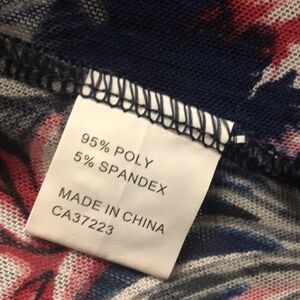 95% POLY
5% SPANDEX
MADE IN CHINA
CA37223